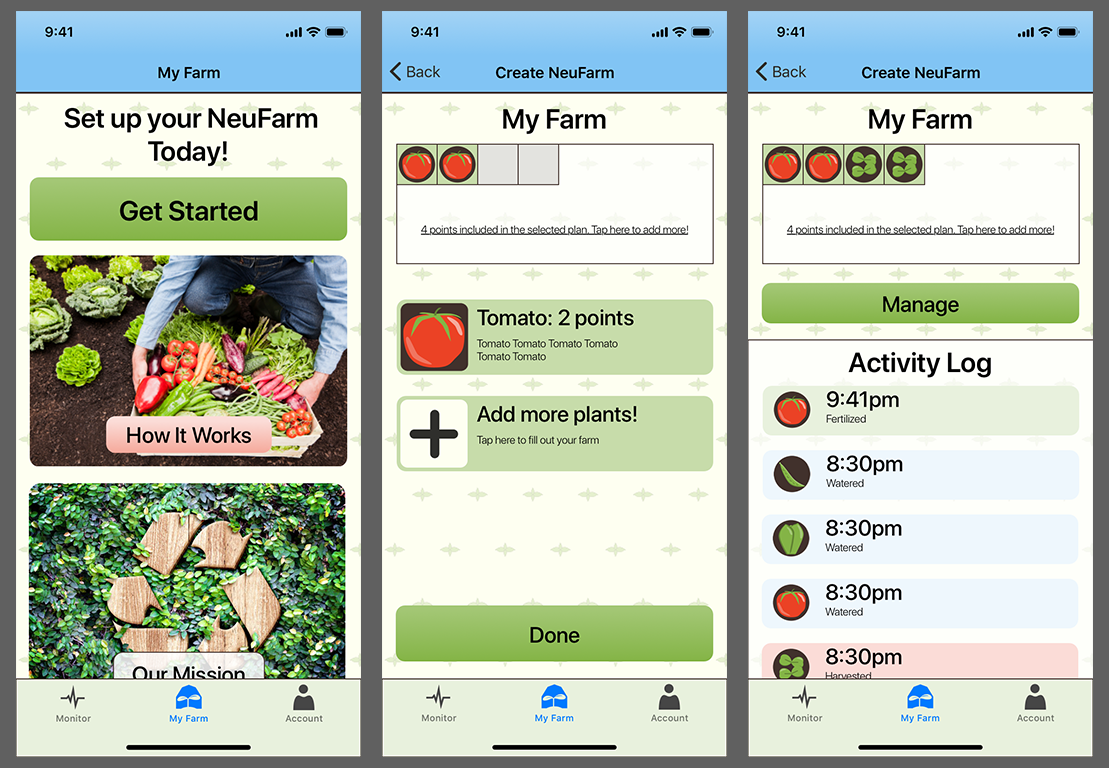 9:41
My Farm
Set up your NeuFarm
Today!
Get Started
How It Works
Our Mission
Monitor
My Farm
Account
9:41
Back
Create NeuFarm
My Farm
4 points included in the selected plan. Tap here to add more!
Tomato: 2 points
Tomato Tomato Tomato Tomato
Tomato Tomato
Add more plants!
Tap here to fill out your farm
Done
Monitor
My Farm
Account
9:41
Back
Create NeuFarm
My Farm
4 points included in the selected plan. Tap here to add more!
Manage
Activity Log
9:41pm
Fertilized
8:30pm
Watered
8:30pm
Watered
8:30pm
Watered
8:30pm
Harvested
Monitor
My Farm
Account